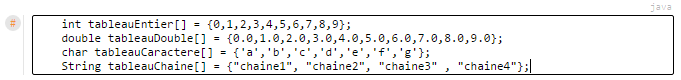 java
#
int tableauEntier[] = {0,1,2,3,4,5,6,7,8,9};
double tableauDouble[] = {0.0,1.0,2.0,3.0,4.0,5.0,6.0,7.0,8.0,9.0};
char tableauCaractere[] = {'a','b','c','d','e','f','g'};
String tableauChaine[] = {"chaine1", "chaine2", "chaine3" , "chaine4"};